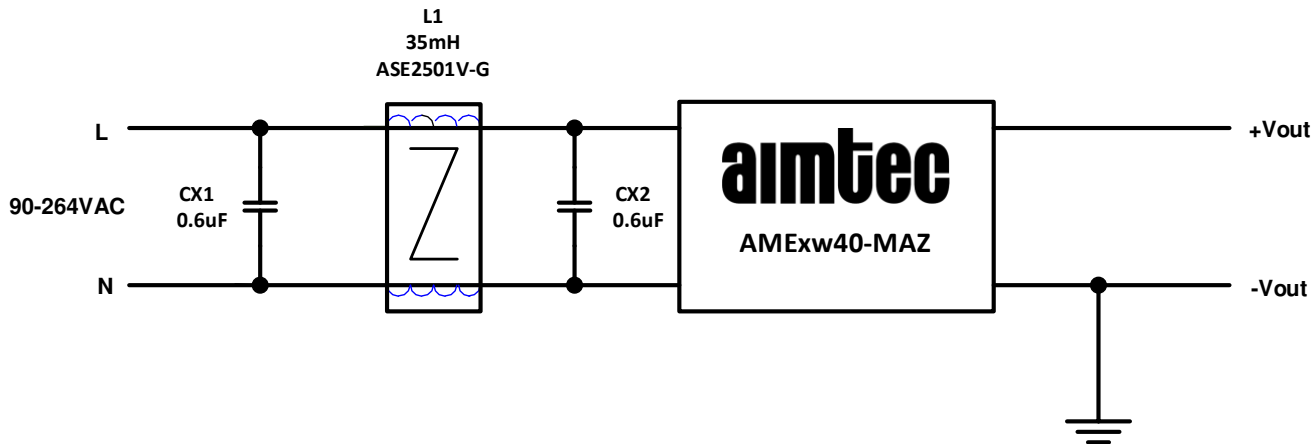 L1
35mH
ASE2501V-G
L
+Vout
aimtec
CX1
0.6uF
CX2
0.6uF
90-264VAC
AMExw40-MAZ
N
-Vout